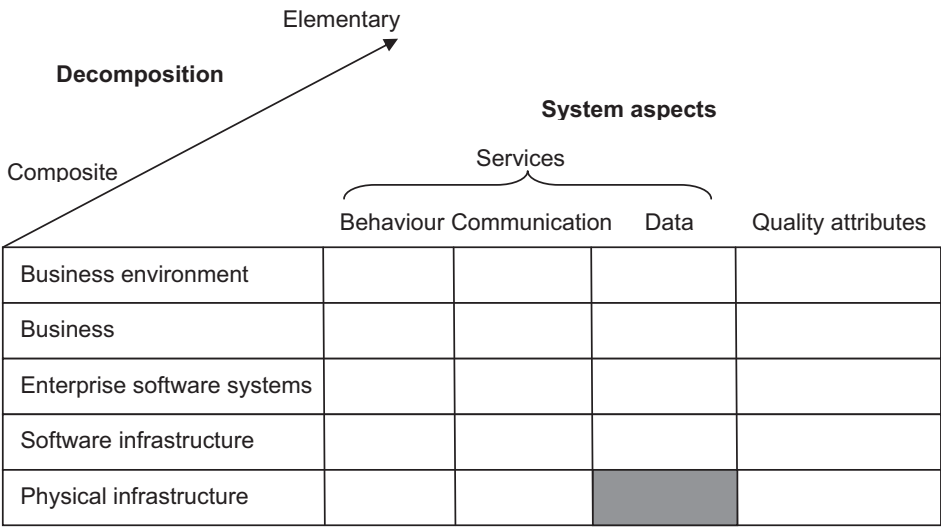 Elementary
Decomposition
System aspects
Composite
Services
Behaviour Communication Data Quality attributes
Business environment
Business
Enterprise software systems
Software infrastructure
Physical infrastructure